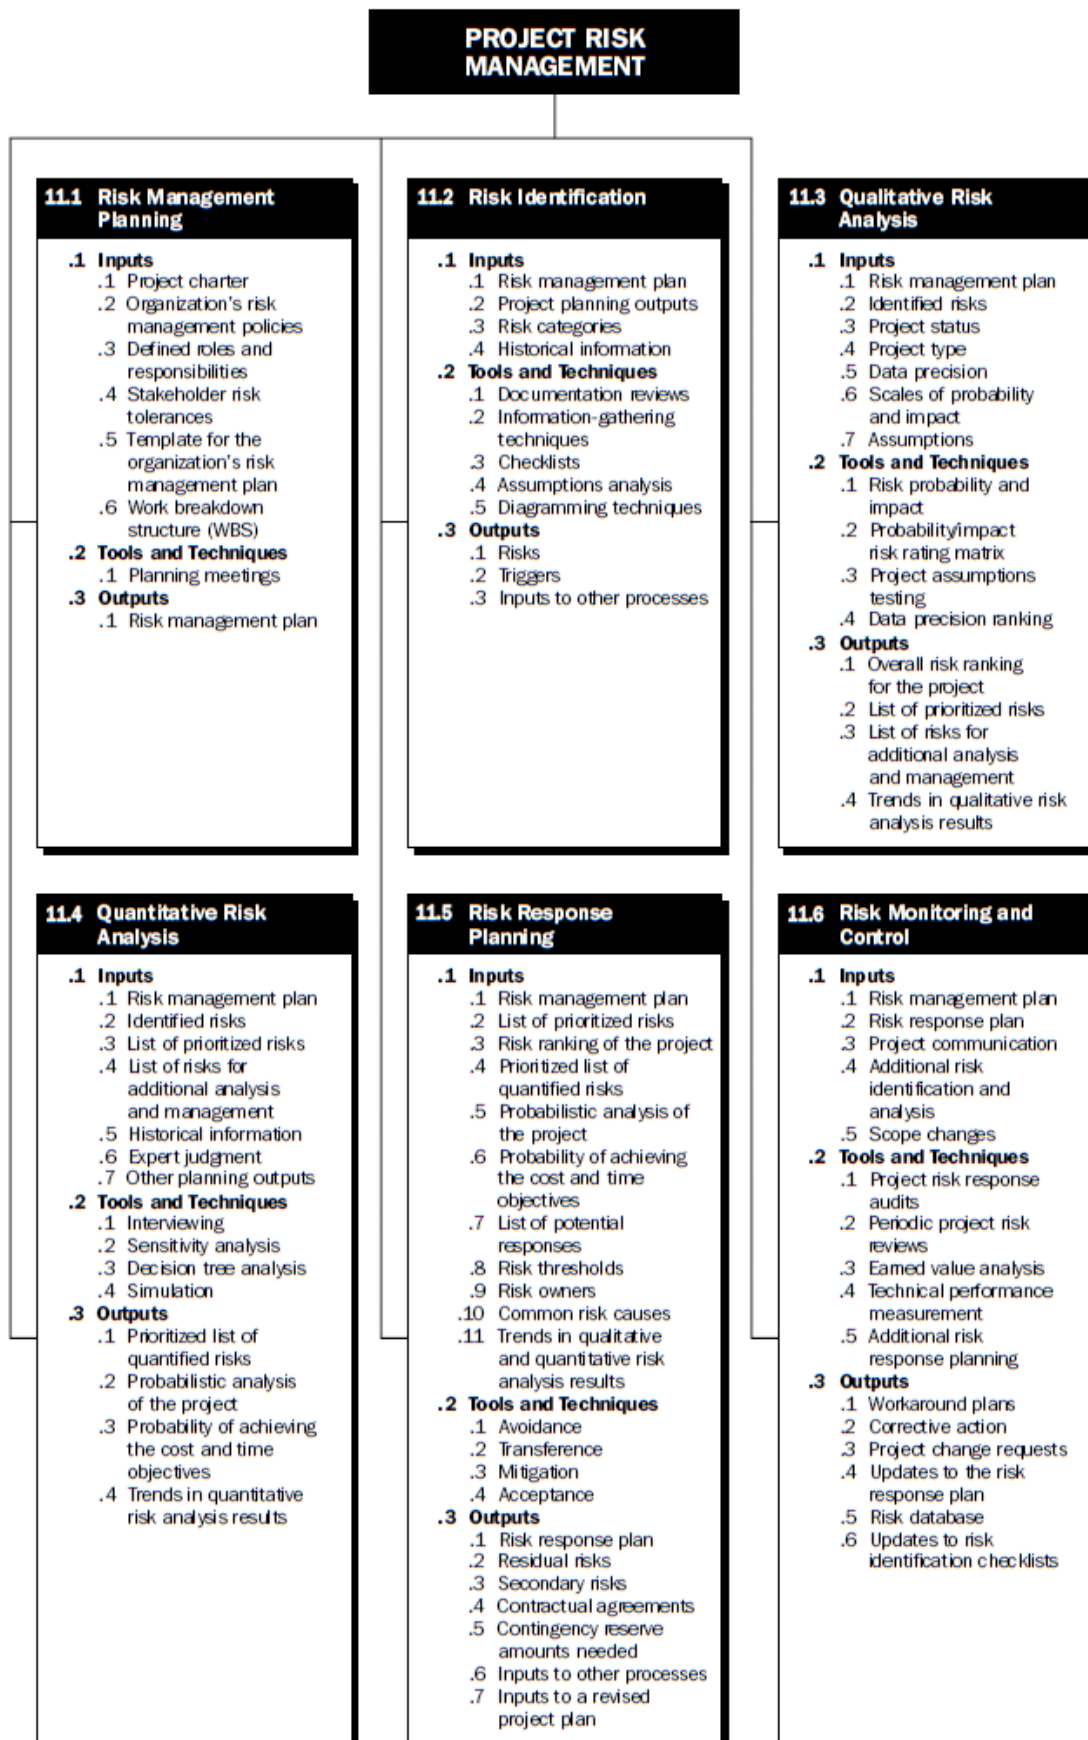 PROJECT RISK
MANAGEMENT
11.1 Risk Management
Planning
.1 Inputs
.1 Project charter
.2 Organization's risk
management policies
.3 Defined roles and
responsibilities
.4 Stakeholder risk
tolerances
.5 Template for the
organization's risk
management plan
.6 Work breakdown
structure (WBS)
.2 Tools and Techniques
.1 Planning meetings
.3 Outputs
.1 Risk management plan
11.2 Risk Identification
.1 Inputs
.1 Risk management plan
.2 Project planning outputs
.3 Risk categories
.4 Historical information
.2 Tools and Techniques
.1 Documentation reviews
.2 Information-gathering
techniques
.3 Checklists
.4 Assumptions analysis
.5 Diagramming techniques
.3 Outputs
.1 Risks
.2 Triggers
.3 Inputs to other processes
11.3 Qualitative Risk
Analysis
.1 Inputs
.1 Risk management plan
.2 Identified risks
.3 Project status
.4 Project type
.5 Data precision
.6 Scales of probability
and impact
.7 Assumptions
.2 Tools and Techniques
.1 Risk probability and
impact
.2 Probability/impact
risk rating matrix
.3 Project assumptions
testing
.4 Data precision ranking
.3 Outputs
.1 Overall risk ranking
for the project
.2 List of prioritized risks
.3 List of risks for
additional analysis
and management
.4 Trends in qualitative risk
analysis results
11.4 Quantitative Risk
Analysis
.1 Inputs
.1 Risk management plan
.2 Identified risks
.3 List of prioritized risks
.4 List of risks for
additional analysis
and management
.5 Historical information
.6 Expert judgment
.7 Other planning outputs
.2 Tools and Techniques
.1 Interviewing
.2 Sensitivity analysis
.3 Decision tree analysis
.4 Simulation
.3 Outputs
.1 Prioritized list of
quantified risks
.2 Probabilistic analysis
of the project
.3 Probability of achieving
the cost and time
objectives
.4 Trends in quantitative
risk analysis results
11.5 Risk Response
Planning
.1 Inputs
.1 Risk management plan
.2 List of prioritized risks
.3 Risk ranking of the project
.4 Prioritized list of
quantified risks
.5 Probabilistic analysis of
the project
.6 Probability of achieving
the cost and time
objectives
.7 List of potential
responses
.8 Risk thresholds
.9 Risk owners
.10 Common risk causes
.11 Trends in qualitative
and quantitative risk
analysis results
.2 Tools and Techniques
.1 Avoidance
.2 Transference
.3 Mitigation
.4 Acceptance
.3 Outputs
.1 Risk response plan
.2 Residual risks
.3 Secondary risks
.4 Contractual agreements
.5 Contingency reserve
amounts needed
.6 Inputs to other processes
.7 Inputs to a revised
project plan
11.6 Risk Monitoring and
Control
.1 Inputs
.1 Risk management plan
.2 Risk response plan
.3 Project communication
.4 Additional risk
identification and
analysis
.5 Scope changes
.2 Tools and Techniques
.1 Project risk response
audits
.2 Periodic project risk
reviews
.3 Earned value analysis
.4 Technical performance
measurement
.5 Additional risk
response planning
.3 Outputs
.1 Workaround plans
.2 Corrective action
.3 Project change requests
.4 Updates to the risk
response plan
.5 Risk database
.6 Updates to risk
identification checklists